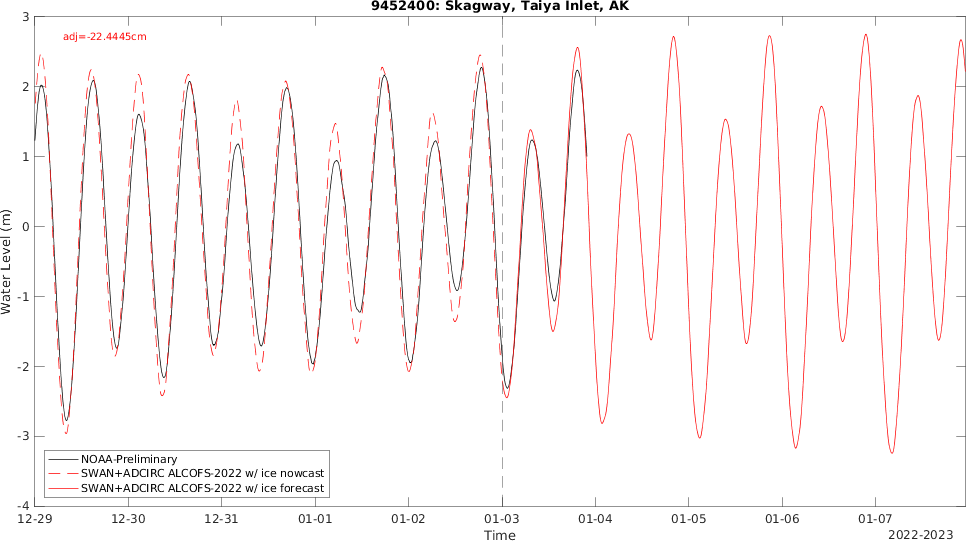 9452400: Skagway, Taiya Inlet, AK
adj=-22.4445cm
3
2
1
0
-1
-2
-3
-4
Water Level (m)
NOAA-Preliminary
SWAN+ADCIRC ALCOFS-2022 w/ ice nowcast
SWAN+ADCIRC ALCOFS-2022 w/ ice forecast
12-29 12-30 12-31 01-01 01-02 01-03 01-04 01-05 01-06 01-07
Time
2022-2023